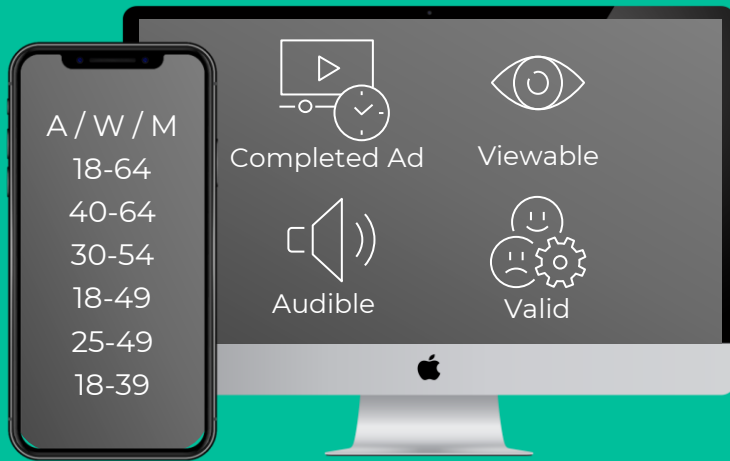 A / W / M
18-64
40-64
30-54
18-49
25-49
18-39
Completed Ad
Viewable
Audible
Valid